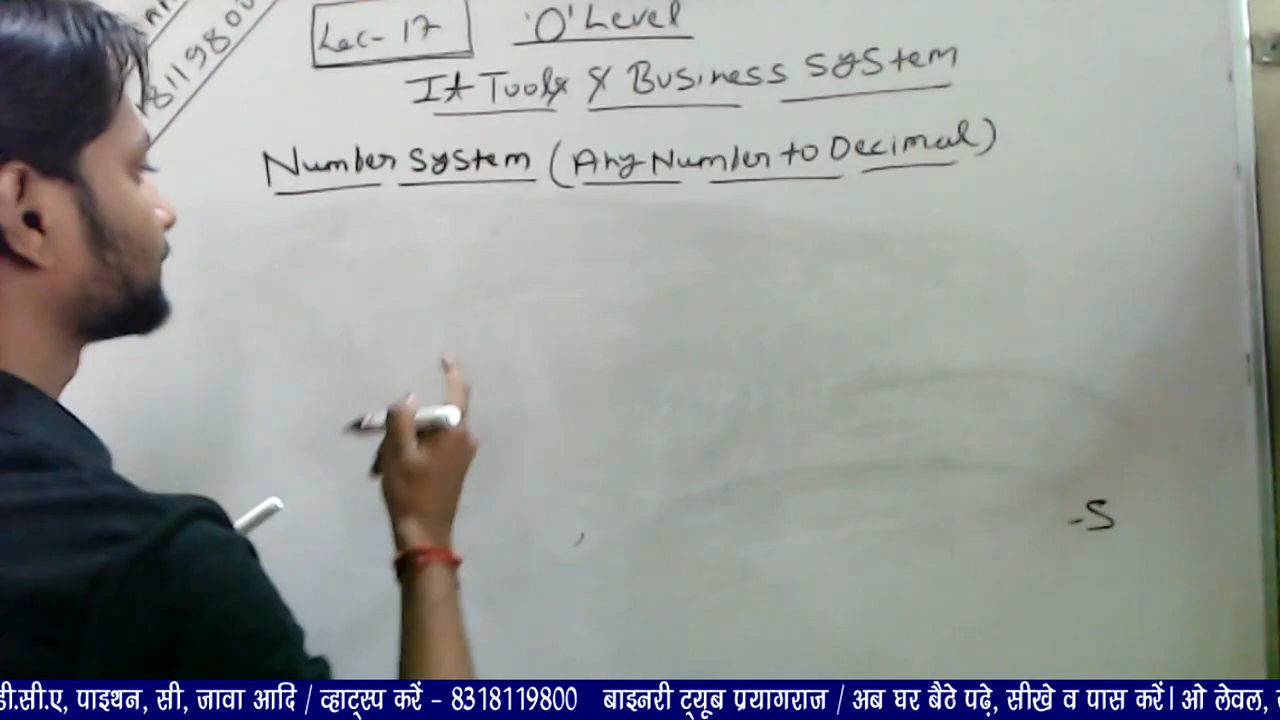 Lec- 17
'O' Level
It Tools & Business System
Number System (Any Number to Decimal)
8119800
-S
डी.सी.ए, पाइथन, सी, जावा आदि / व्हाट्स्प करें - 8318119800 बाइनरी ट्यूब प्रयागराज / अब घर बैठे पढ़े, सीखे व पास करें। ओ लेवल,